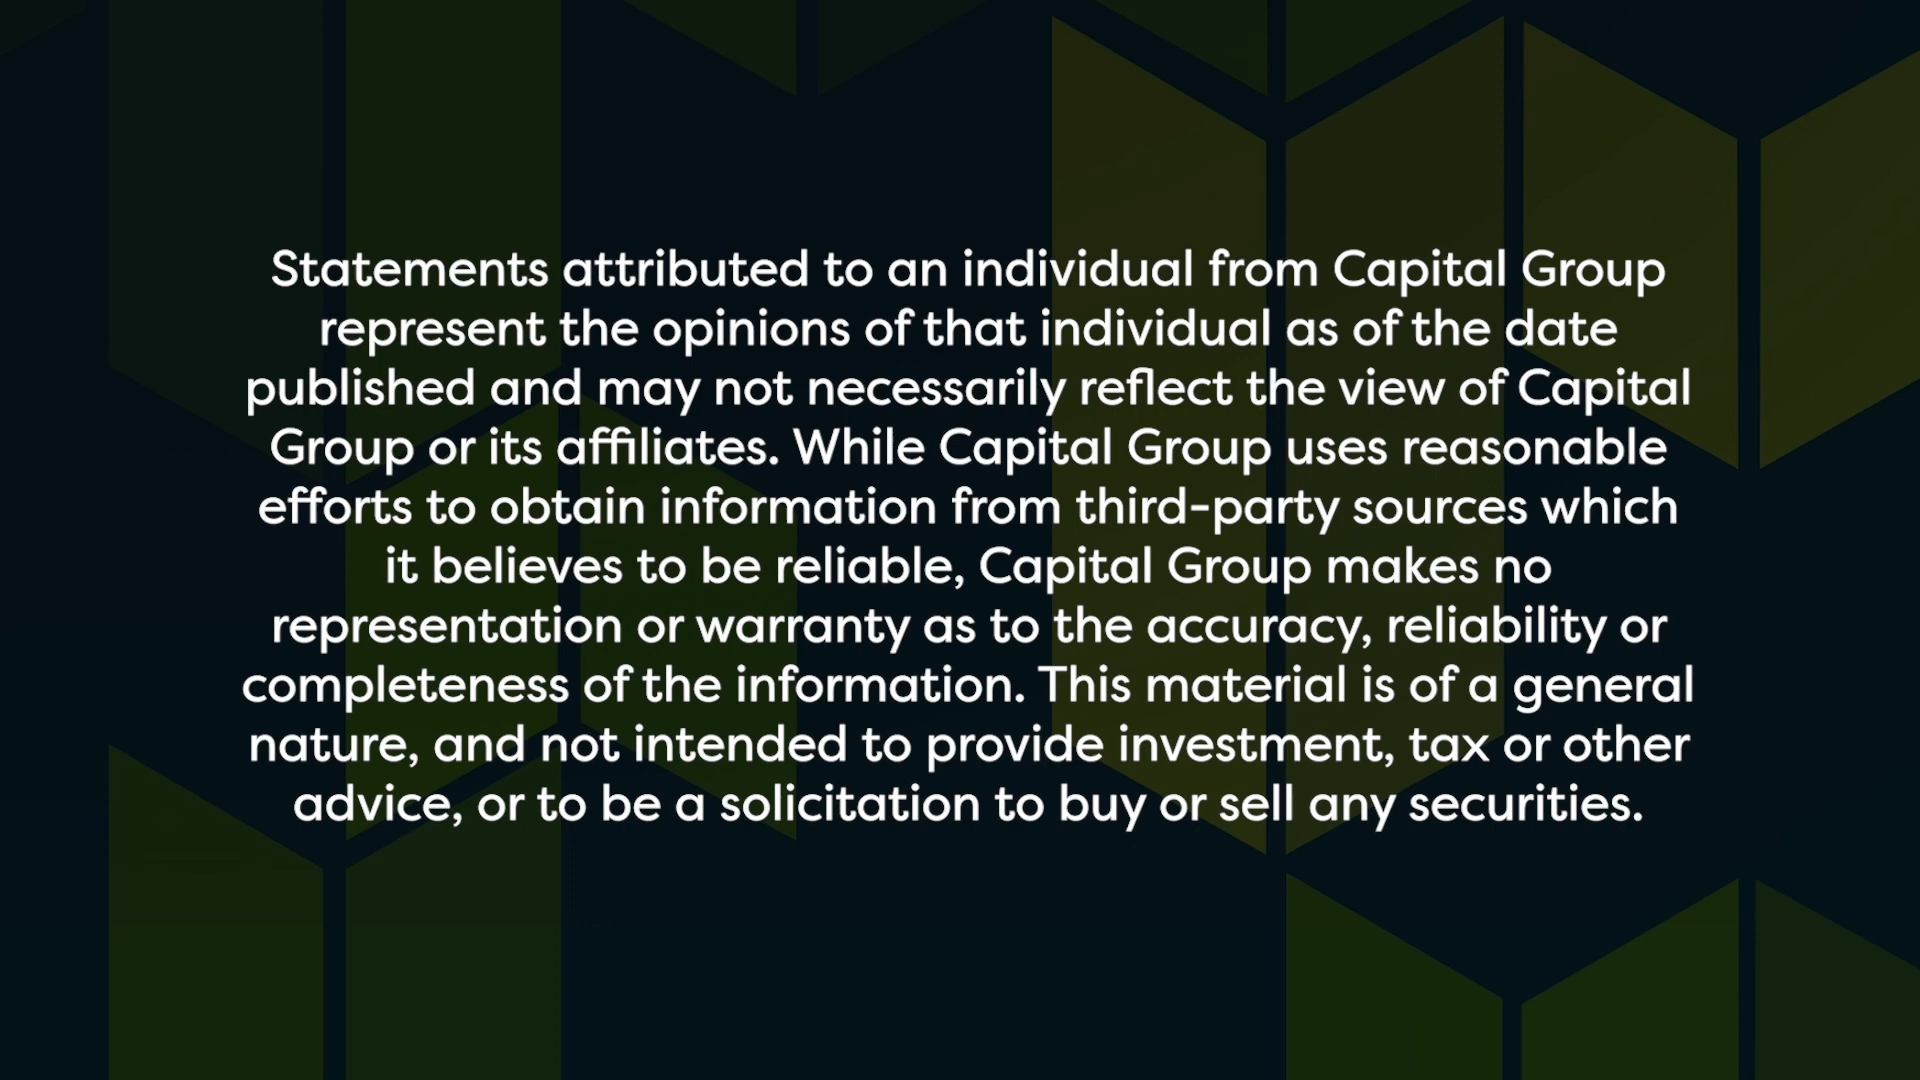 Statements attributed to an individual from Capital Group
represent the opinions of that individual as of the date
published and may not necessarily reflect the view of Capital
Group or its affiliates. While Capital Group uses reasonable
efforts to obtain information from third-party sources which
it believes to be reliable, Capital Group makes no
representation or warranty as to the accuracy, reliability or
completeness of the information. This material is of a general
nature, and not intended to provide investment, tax or other
advice, or to be a solicitation to buy or sell any securities.